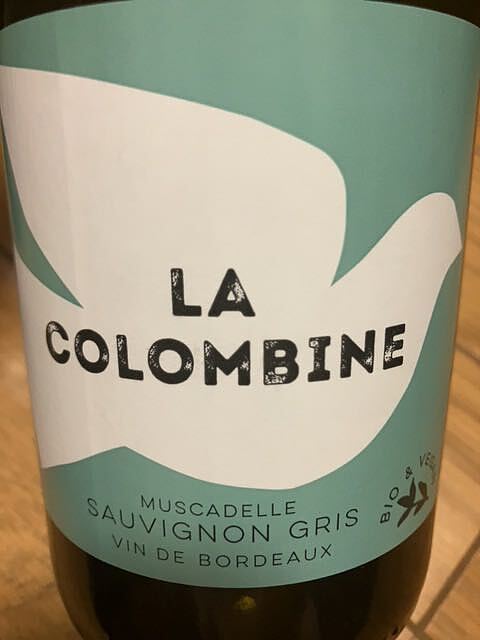 LA
COLOMBINE
MUSCADELLE
SAUVIGNON GRIS
VIN DE BORDEAUX
BIO &